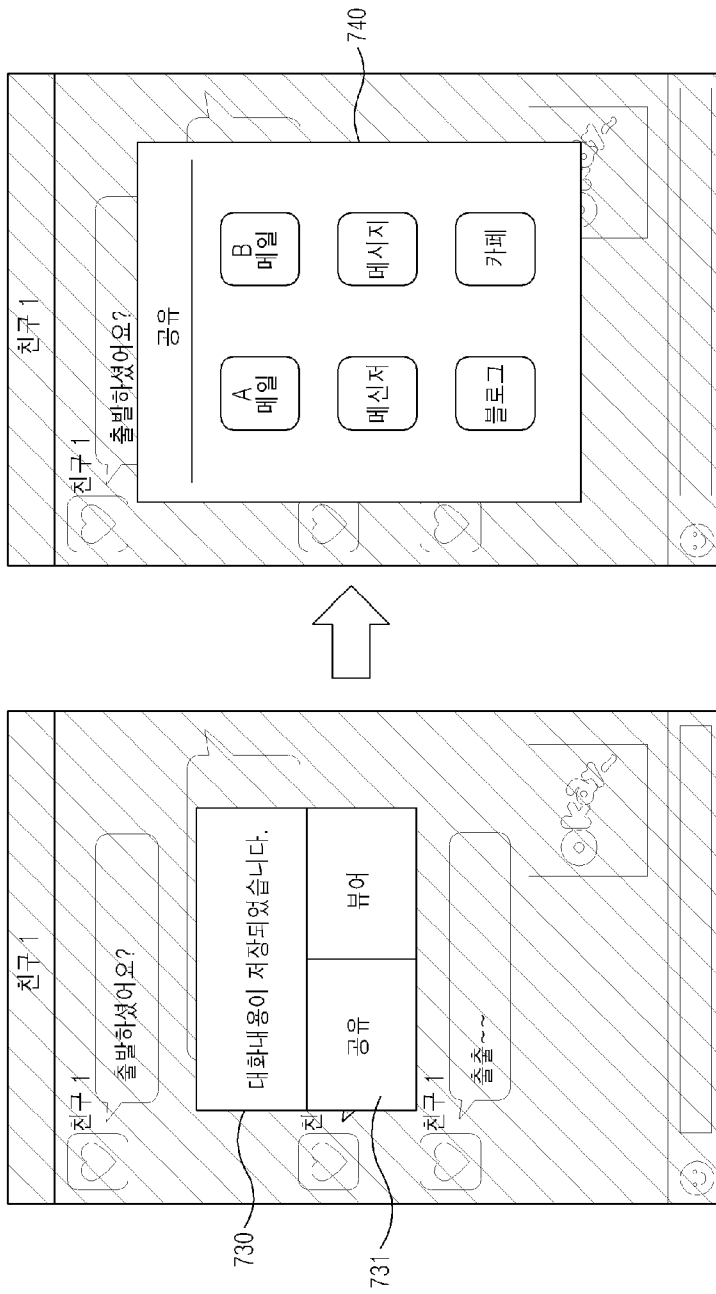 친구 1
친구 1
출발하셨어요?
730
대화내용이 저장되었습니다.
공유
뷰어
731
친
친구 1
출출~~
Okay~
친구 1
친구 1
출발하셨어요?
공유
A
메일
B
메일
메신저
메시지
블로그
카페
740